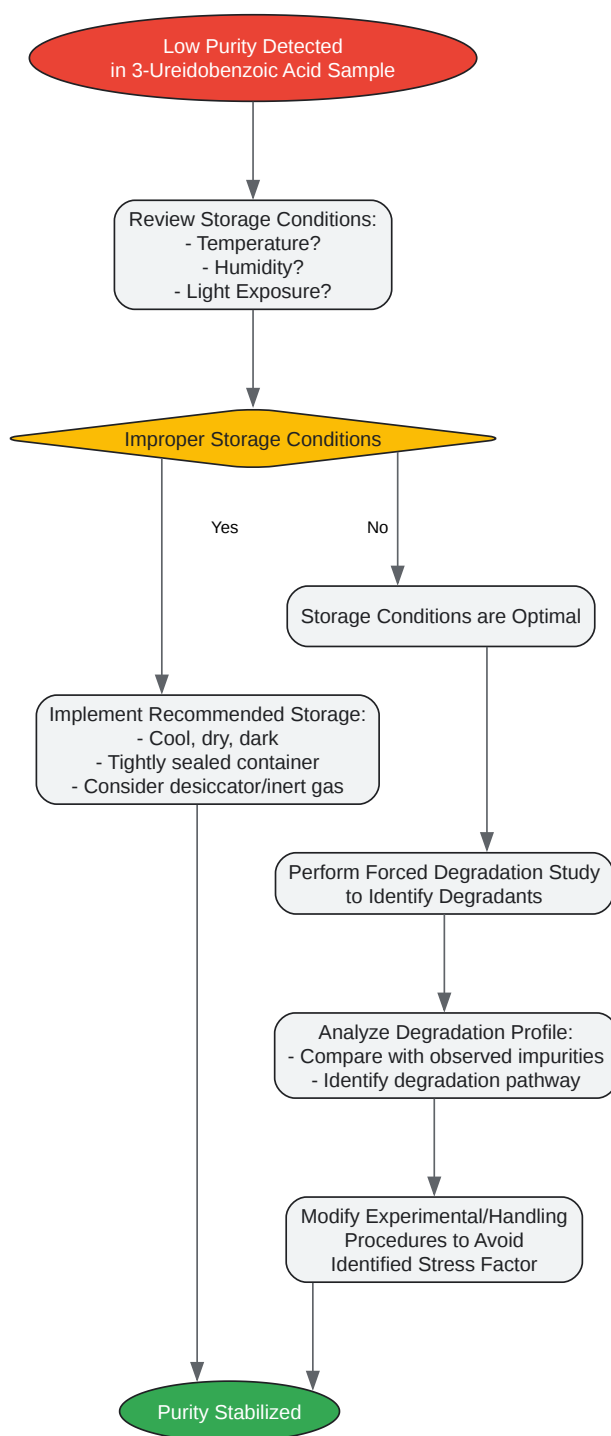 Low Purity Detected
in 3-Ureidobenzoic Acid Sample
Review Storage Conditions:
- Temperature?
- Humidity?
- Light Exposure?
Improper Storage Conditions
Yes
No
Storage Conditions are Optimal
Implement Recommended Storage:
- Cool, dry, dark
- Tightly sealed container
- Consider desiccator/inert gas
Perform Forced Degradation Study
to Identify Degradants
Analyze Degradation Profile:
- Compare with observed impurities
- Identify degradation pathway
Modify Experimental/Handling
Procedures to Avoid
Identified Stress Factor
Purity Stabilized